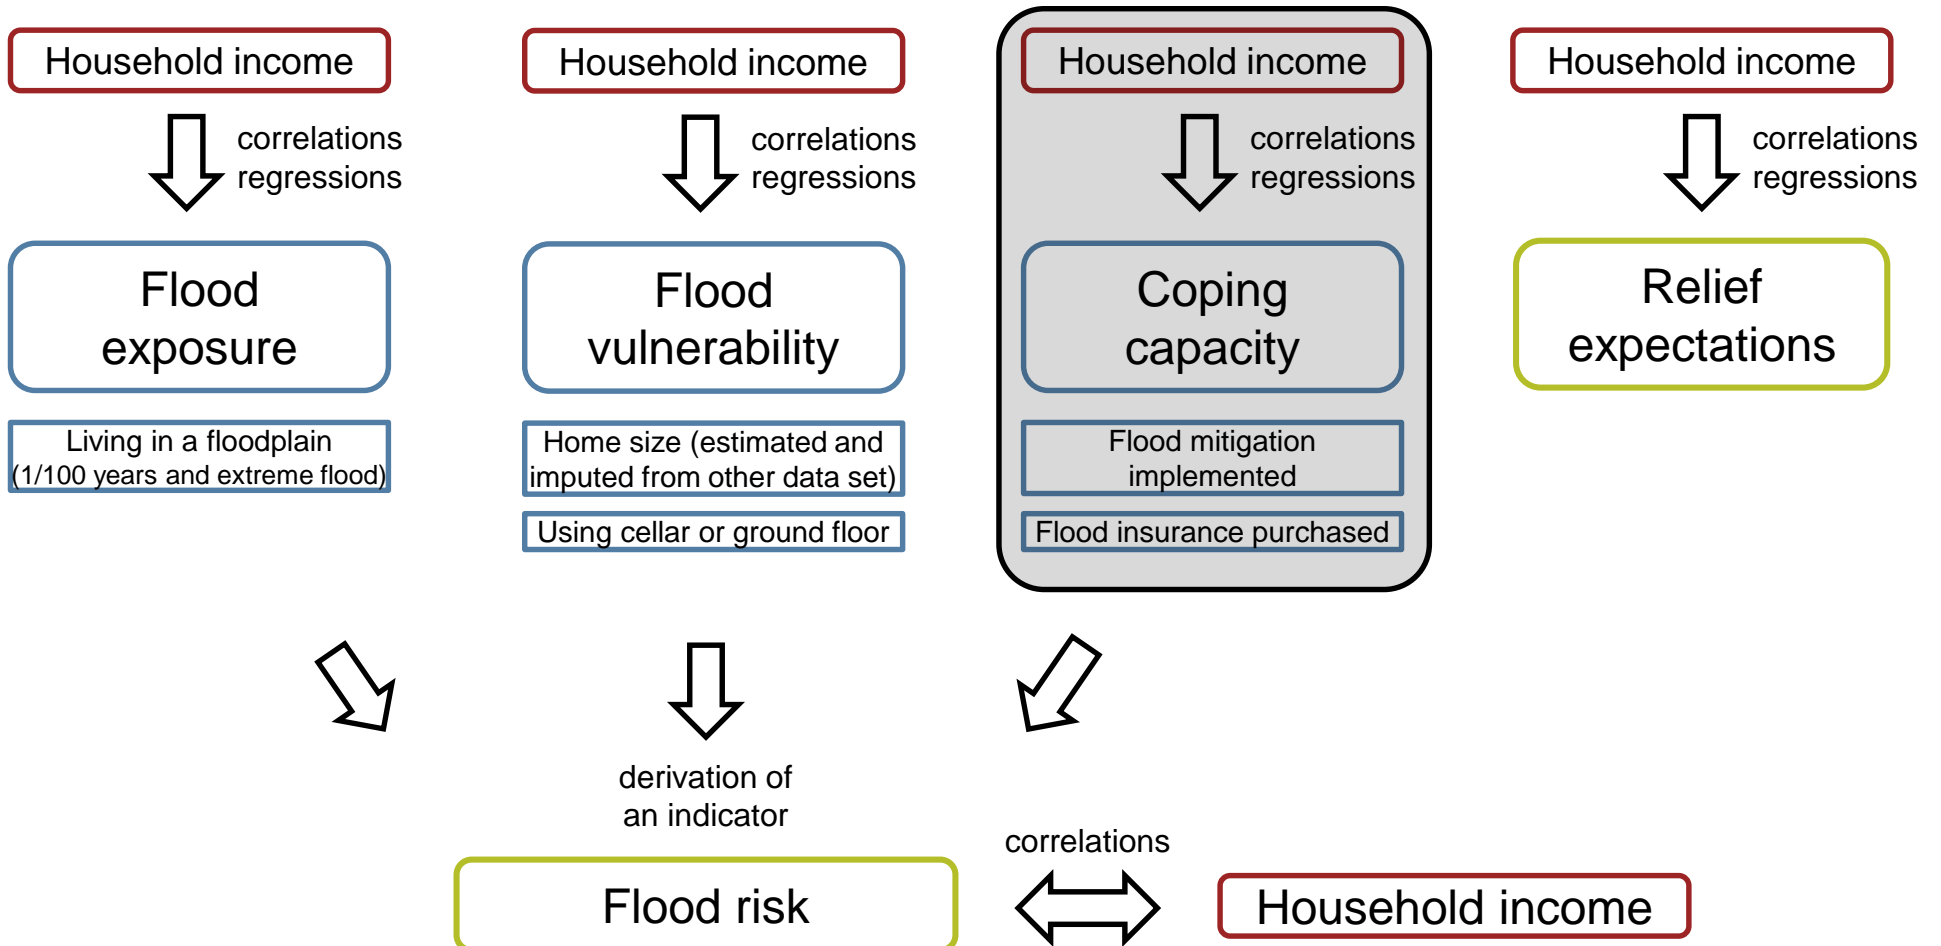 Household income
correlations
regressions
Flood
exposure
Living in a floodplain
(1/100 years and extreme flood)
Household income
correlations
regressions
Flood
vulnerability
Home size (estimated and
imputed from other data set)
Using cellar or ground floor
Household income
correlations
regressions
Coping
capacity
Flood mitigation
implemented
Flood insurance purchased
Household income
correlations
regressions
Relief
expectations
derivation of
an indicator
Flood risk
correlations
Household income